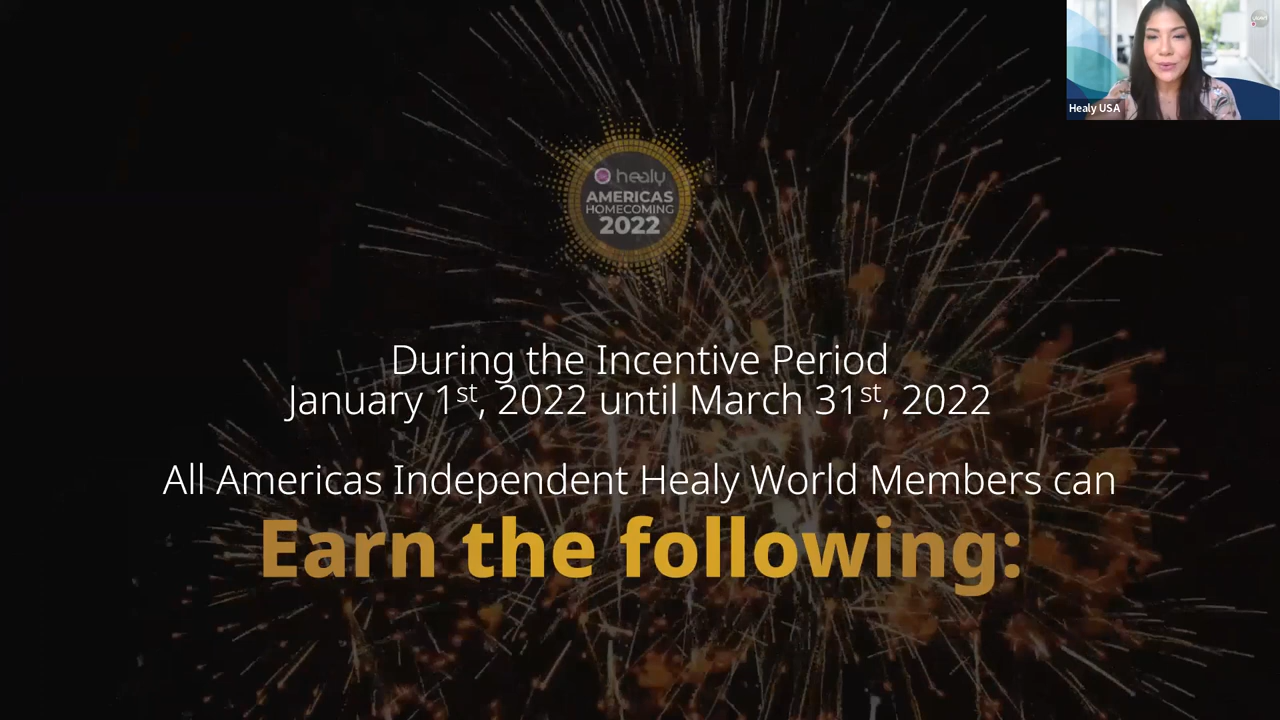 Healy USA
healy
AMERICAS
HOMECOMING
2022
During the Incentive Period
January 1st, 2022 until March 31st, 2022
All Americas Independent Healy World Members can
Earn the following: